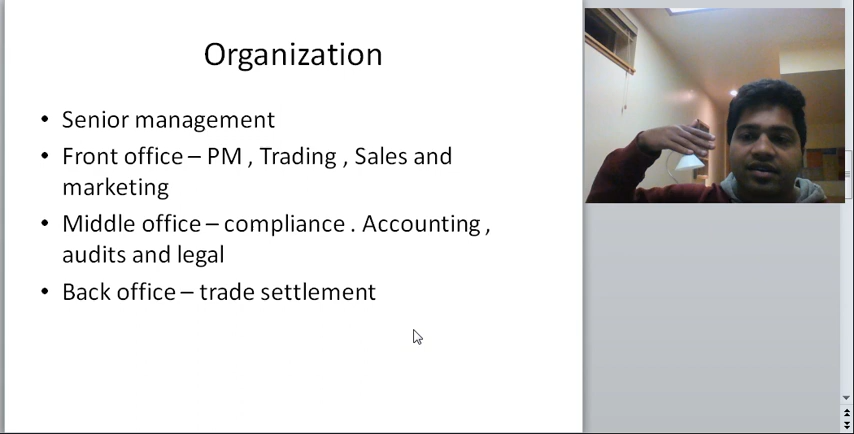 Organization
• Senior management
• Front office – PM , Trading , Sales and
marketing
• Middle office – compliance . Accounting ,
audits and legal
• Back office – trade settlement